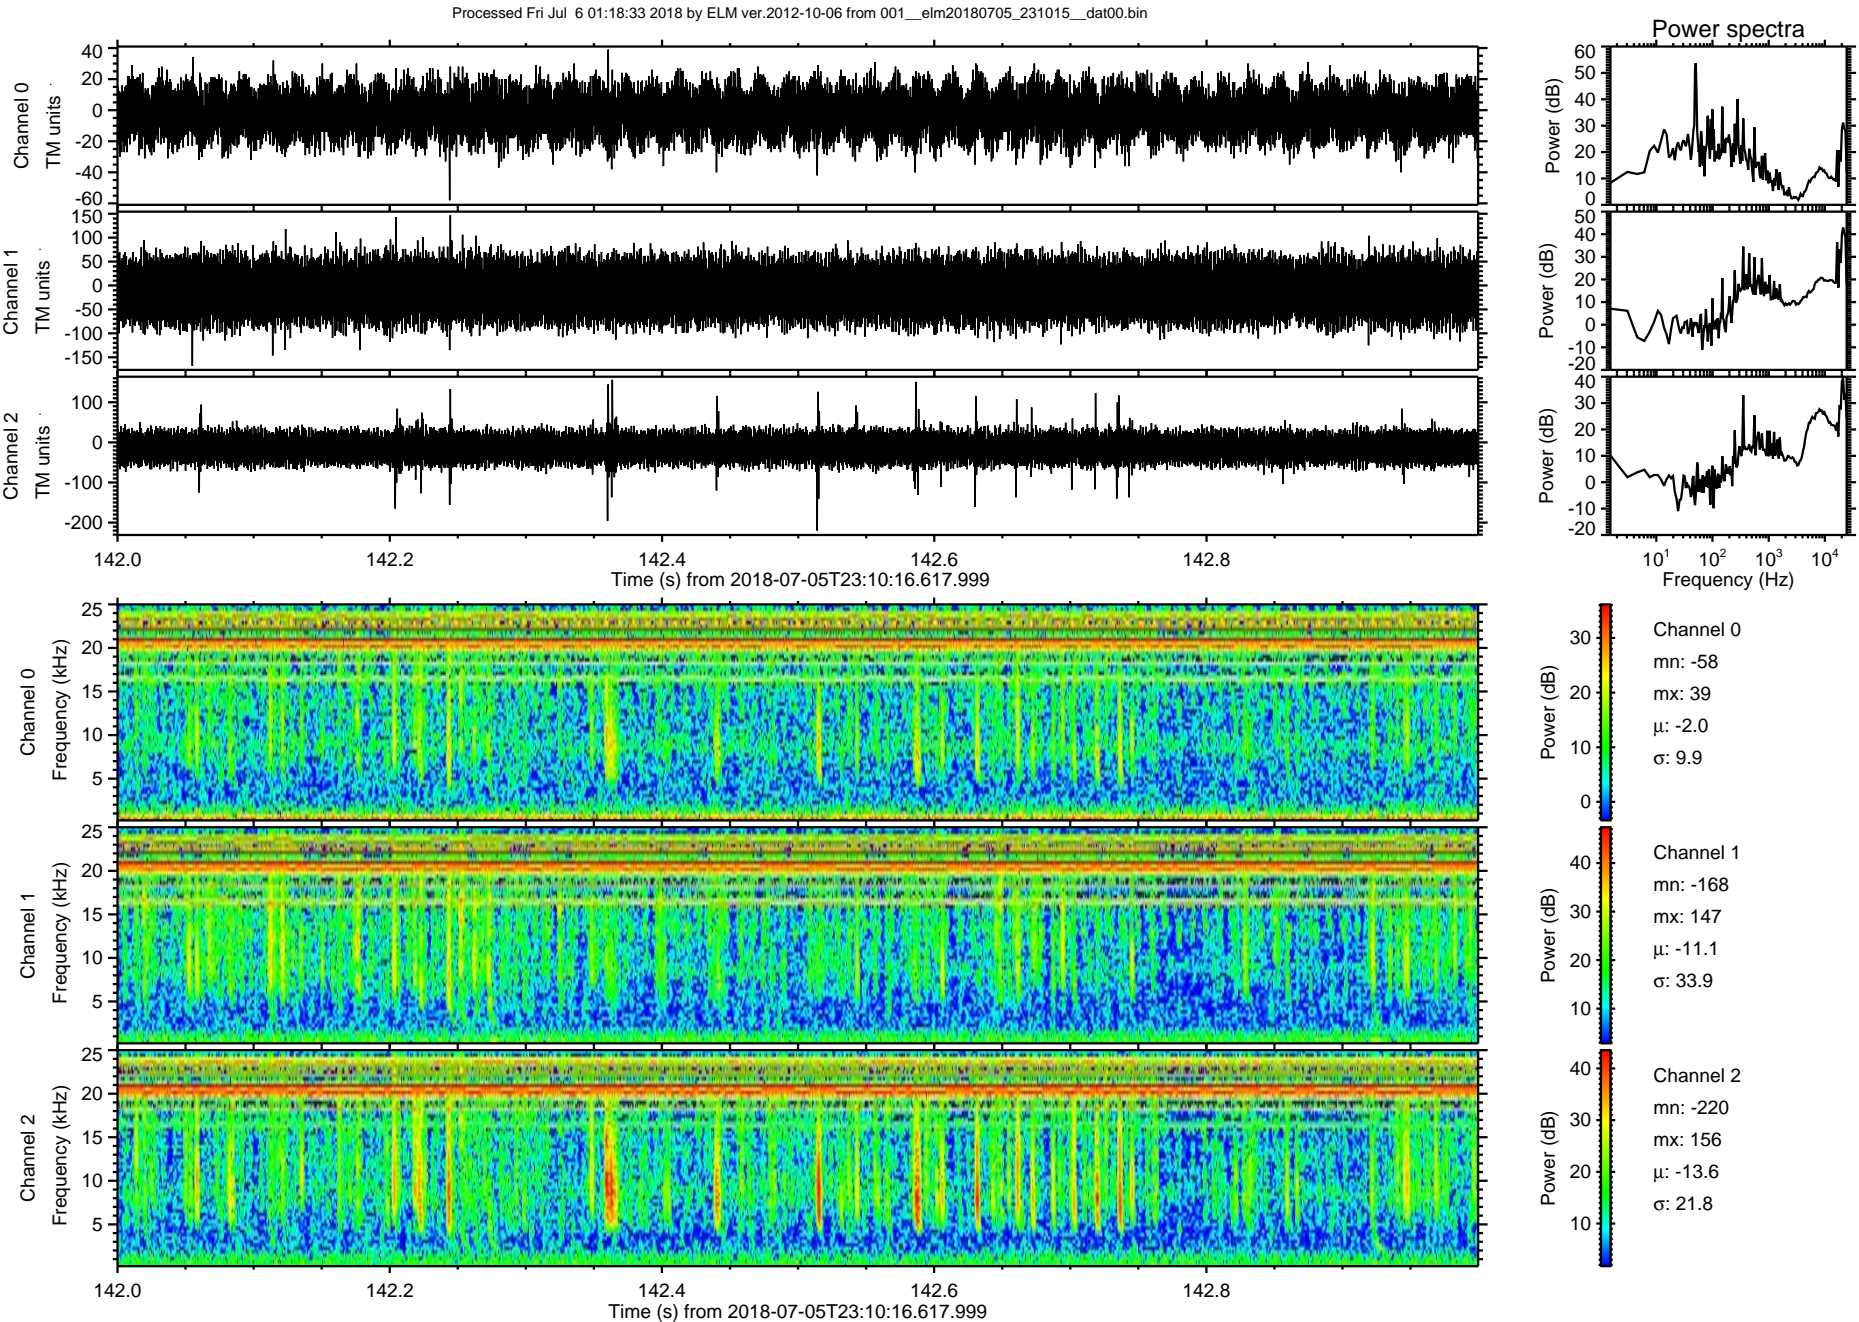 Processed Fri Jul  6 01:18:33 2018 by ELM ver.2012-10-06 from 001__elm20180705_231015__dat00.bin
Power spectra
Channel 0
TM units
40
20
0
-20
-40
-60
Power (dB)
60
50
40
30
20
10
0
Channel 1
TM units
150
100
50
0
-50
-100
-150
Power (dB)
50
40
30
20
10
0
-10
-20
Channel 2
TM units
100
0
-100
-200
Power (dB)
40
30
20
10
0
-10
-20
142.0 142.2 142.4 142.6 142.8
Time (s) from 2018-07-05T23:10:16.617.999
10¹ 10² 10³ 10⁴
Frequency (Hz)
Channel 0
Frequency (kHz)
25
20
15
10
5
Power (dB)
30
20
10
0
Channel 0
mn: -58
mx: 39
μ: -2.0
σ: 9.9
Channel 1
Frequency (kHz)
25
20
15
10
5
Power (dB)
40
30
20
10
Channel 1
mn: -168
mx: 147
μ: -11.1
σ: 33.9
Channel 2
Frequency (kHz)
25
20
15
10
5
Power (dB)
40
30
20
10
Channel 2
mn: -220
mx: 156
μ: -13.6
σ: 21.8
142.0 142.2 142.4 142.6 142.8
Time (s) from 2018-07-05T23:10:16.617.999